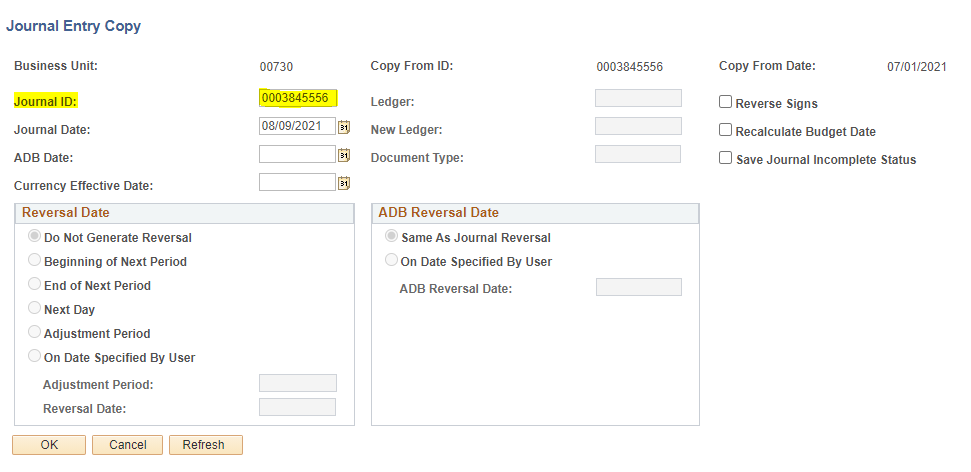 Journal Entry Copy
Business Unit: 00730 Copy From ID: 0003845556 Copy From Date: 07/01/2021
Journal ID: 0003845556 Ledger: Reverse Signs
Journal Date: 08/09/2021 31 New Ledger: Recalculate Budget Date
ADB Date: 31 Document Type: Save Journal Incomplete Status
Currency Effective Date: 31
Reversal Date
Do Not Generate Reversal
Beginning of Next Period
End of Next Period
Next Day
Adjustment Period
On Date Specified By User
Adjustment Period:
Reversal Date:
ADB Reversal Date
Same As Journal Reversal
On Date Specified By User
ADB Reversal Date:
OK Cancel Refresh